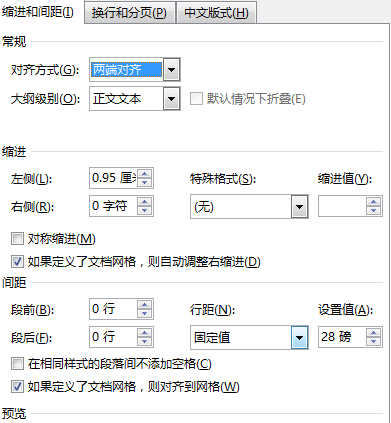 缩进和间距(I) 换行和分页(P) 中文版式(H)
常规
对齐方式(G): 两端对齐
大纲级别(O): 正文文本 默认情况下折叠(E)
缩进
左侧(L): 0.95 特殊格式(S): 缩进值(Y):
右侧(R): 0 字符 (无)
对称缩进(M)
如果定义了文档网格，则自动调整右缩进(D)
间距
段前(B): 0 行 行距(N): 设置值(A):
段后(F): 0 行 固定值 28 磅
在相同样式的段落间不添加空格(C)
如果定义了文档网格，则对齐到网格(W)
预览